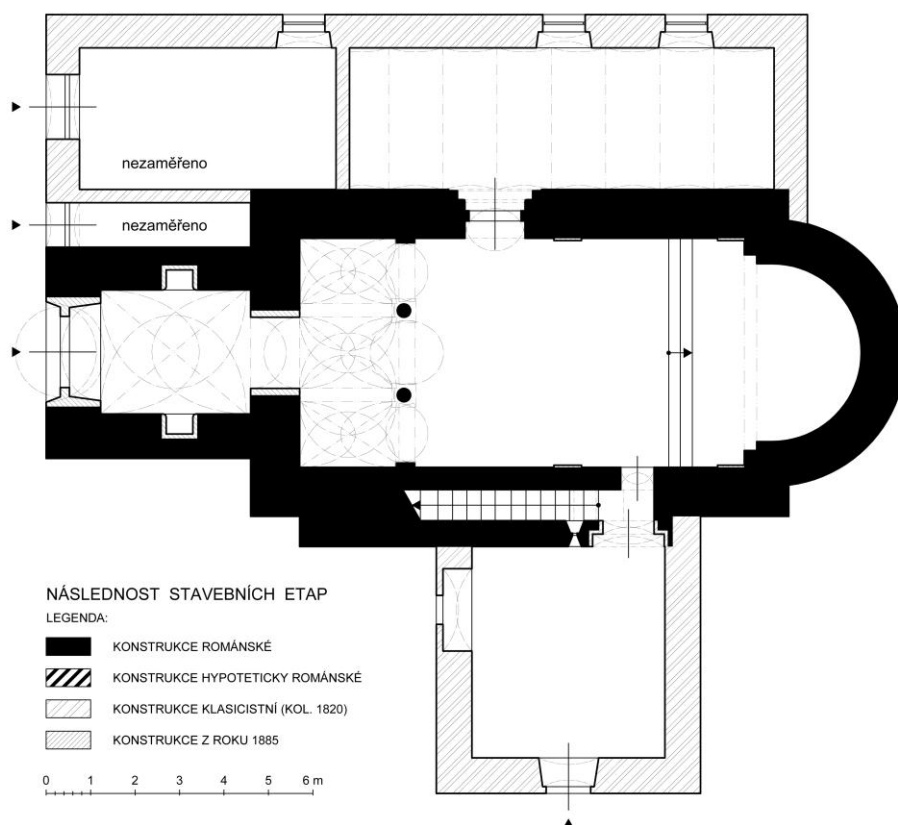 nezaměřeno
nezaměřeno
NÁSLEDNOST STAVEBNÍCH ETAP
LEGENDA:
KONSTRUKCE ROMÁNSKÉ
KONSTRUKCE HYPOTETICKY ROMÁNSKÉ
KONSTRUKCE KLASICISTNÍ (KOL. 1820)
KONSTRUKCE Z ROKU 1885
0 1 2 3 4 5 6 m